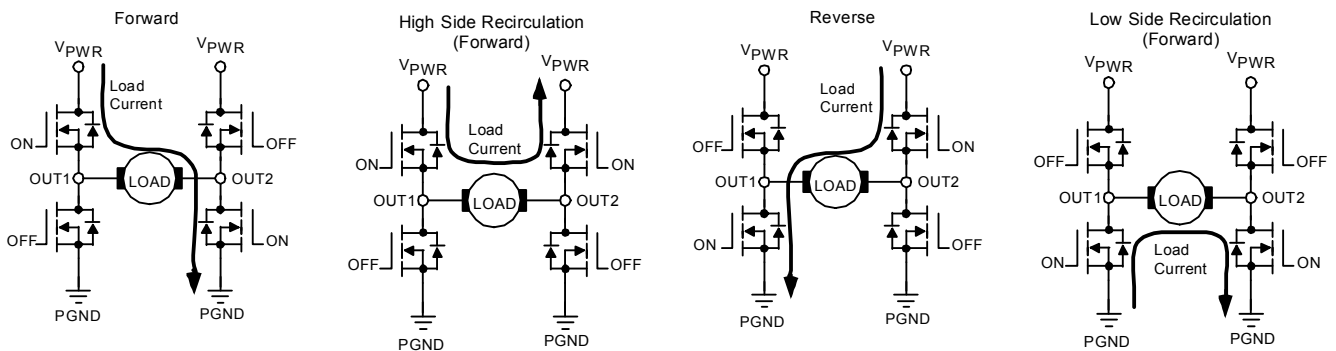 Forward
VPWR
VPWR
Load
Current
ON
OFF
OUT1
LOAD
OUT2
OFF
ON
PGND
PGND
High Side Recirculation
(Forward)
VPWR
VPWR
Load
Current
ON
ON
OUT1
LOAD
OUT2
OFF
OFF
PGND
PGND
Reverse
VPWR
VPWR
Load
Current
OFF
ON
OUT1
LOAD
OUT2
ON
OFF
PGND
PGND
Low Side Recirculation
(Forward)
VPWR
VPWR
OFF
OFF
OUT1
LOAD
OUT2
ON
Load
Current
ON
PGND
PGND